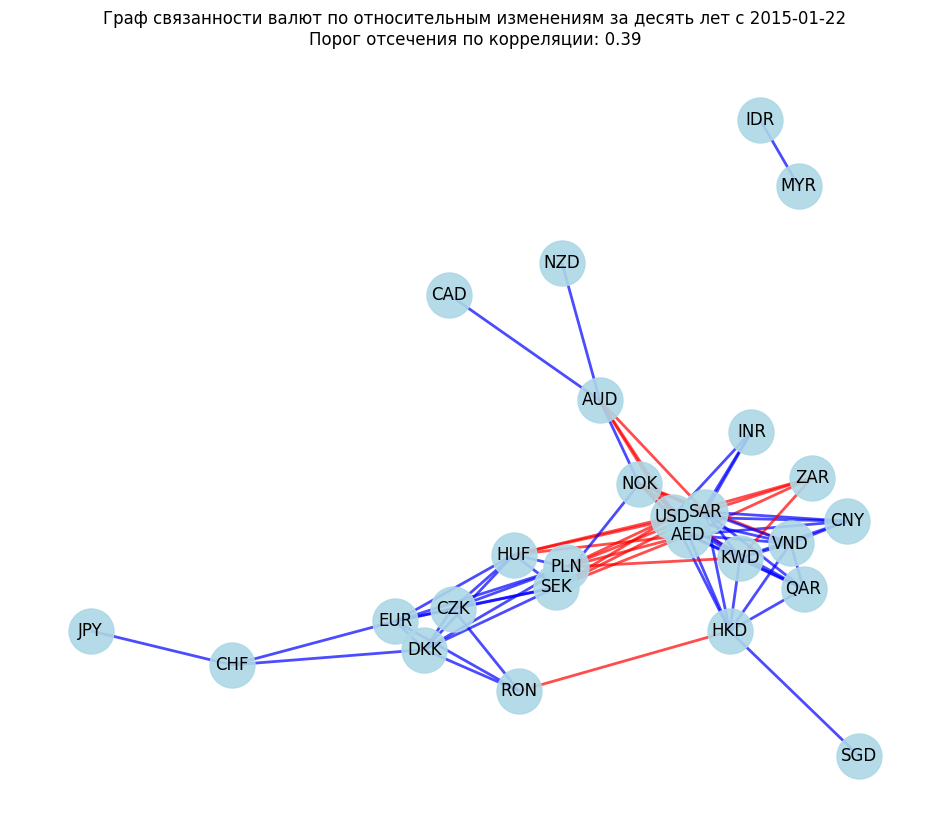 Граф связанности валют по относительным изменениям за десять лет с 2015-01-22
Порог отсечения по корреляции: 0.39
IDR
MYR
NZD
CAD
AUD
INR
ZAR
NOK
SAR
USD
CNY
AED
VND
HUF
KWD
PLN
SEK
QAR
CZK
EUR
JPY
HKD
DKK
CHF
RON
SGD